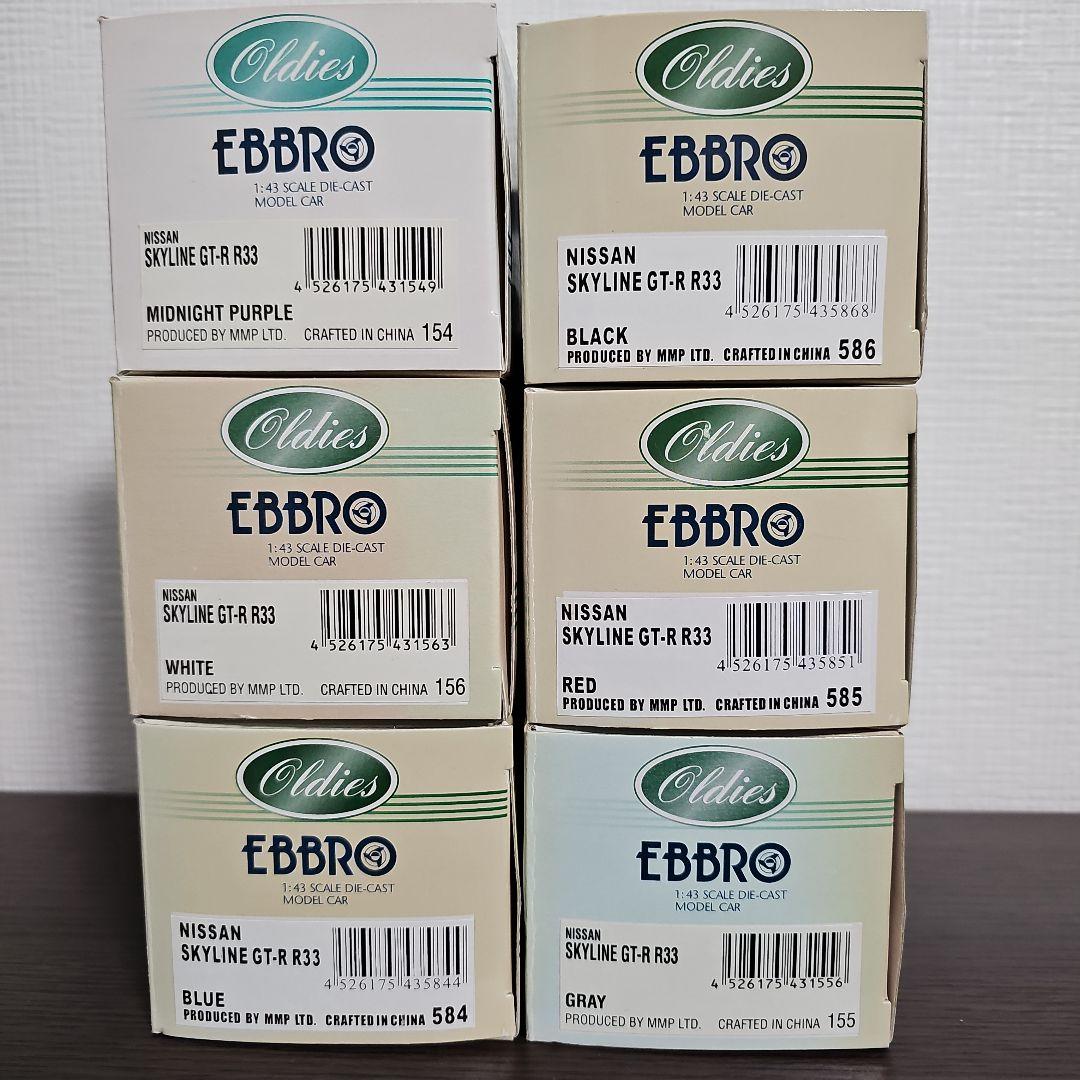 Oldies
EBBRO
1:43 SCALE DIE-CAST
MODEL CAR
NISSAN
SKYLINE GT-R R33
4 526175 431549
MIDNIGHT PURPLE
PRODUCED BY MMP LTD. CRAFTED IN CHINA 154
Oldies
EBBRO
1:43 SCALE DIE-CAST
MODEL CAR
NISSAN
SKYLINE GT-R R33
4 526175 435868
BLACK
PRODUCED BY MMP LTD. CRAFTED IN CHINA 586
Oldies
EBBRO
1:43 SCALE DIE-CAST
MODEL CAR
NISSAN
SKYLINE GT-R R33
4 526175 431563
WHITE
PRODUCED BY MMP LTD. CRAFTED IN CHINA 156
Oldies
EBBRO
1:43 SCALE DIE-CAST
MODEL CAR
NISSAN
SKYLINE GT-R R33
4 526175 435851
RED
PRODUCED BY MMP LTD. CRAFTED IN CHINA 585
Oldies
EBBRO
1:43 SCALE DIE-CAST
MODEL CAR
NISSAN
SKYLINE GT-R R33
4 526175 435844
BLUE
PRODUCED BY MMP LTD. CRAFTED IN CHINA 584
Oldies
EBBRO
1:43 SCALE DIE-CAST
MODEL CAR
NISSAN
SKYLINE GT-R R33
4 526175 431556
GRAY
PRODUCED BY MMP LTD. CRAFTED IN CHINA 155